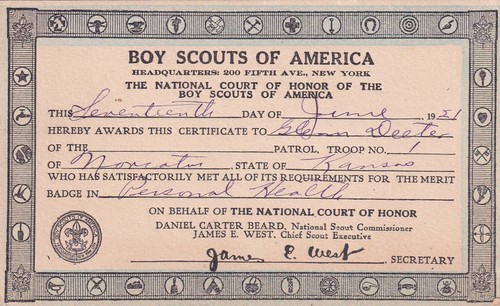 BOY SCOUTS OF AMERICA
HEADQUARTERS: 200 FIFTH AVE., NEW YORK
THE NATIONAL COURT OF HONOR OF THE
BOY SCOUTS OF AMERICA
THIS Seventeenth DAY OF June, 1931
HEREBY AWARDS THIS CERTIFICATE TO Glenn Deeter
OF THE PATROL, TROOP NO. 1
OF Norcatur, STATE OF Kansas
WHO HAS SATISFACTORILY MET ALL OF ITS REQUIREMENTS FOR THE MERIT
BADGE IN Personal Health
ON BEHALF OF THE NATIONAL COURT OF HONOR
DANIEL CARTER BEARD, National Scout Commissioner
JAMES E. WEST, Chief Scout Executive
James E. West, SECRETARY